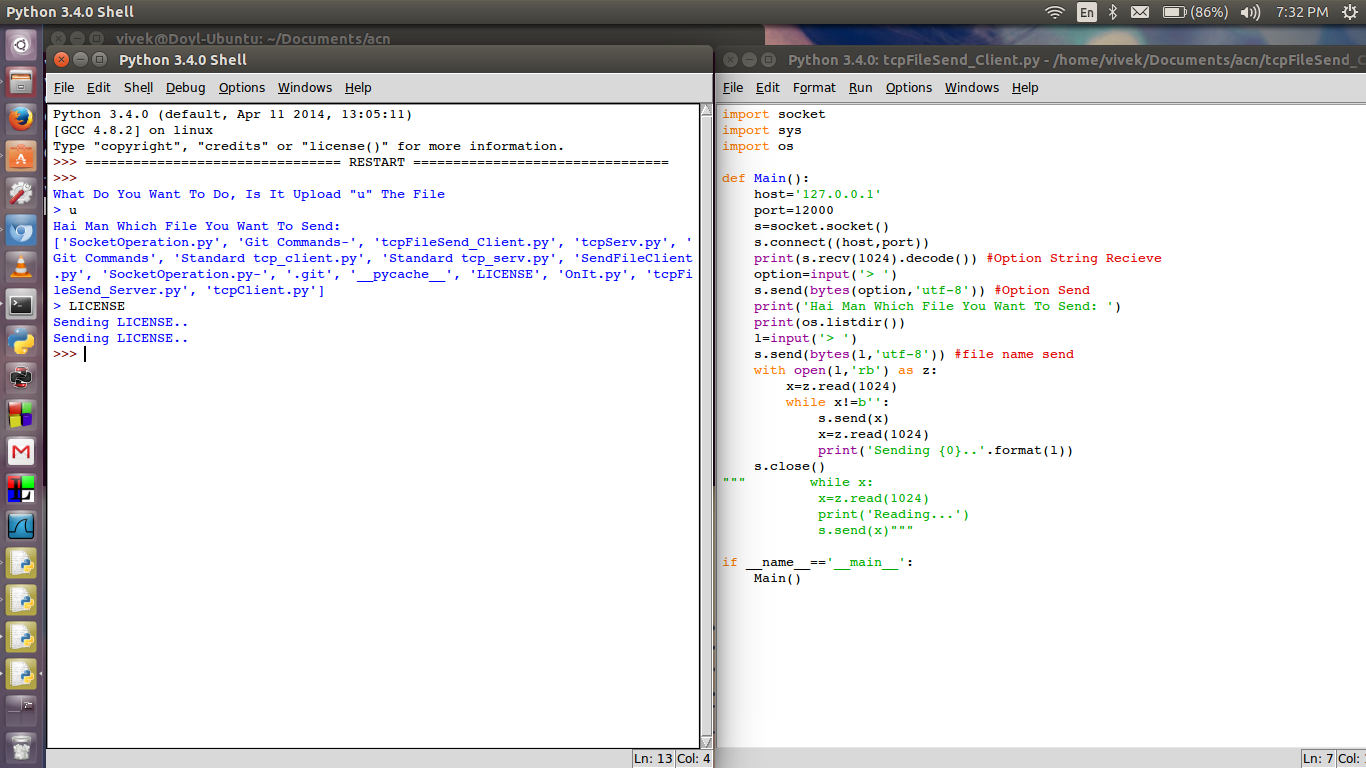 Python 3.4.0 Shell
En
(86%)
7:32 PM
vivek@Doyl-Ubuntu: ~/Documents/acn
Python 3.4.0 Shell
File Edit Shell Debug Options Windows Help
Python 3.4.0 (default, Apr 11 2014, 13:05:11)
[GCC 4.8.2] on linux
Type "copyright", "credits" or "license()" for more information.
>>> ================================ RESTART ================================
>>>
What Do You Want To Do, Is It Upload "u" The File
> u
Hai Man Which File You Want To Send:
['SocketOperation.py', 'Git Commands~', 'tcpFileSend_Client.py', 'tcpServ.py', '
Git Commands', 'Standard tcp_client.py', 'Standard tcp_serv.py', 'SendFileClient
.py', 'SocketOperation.py~', '.git', '__pycache__', 'LICENSE', 'OnIt.py', 'tcpFi
leSend_Server.py', 'tcpClient.py']
> LICENSE
Sending LICENSE..
Sending LICENSE..
>>>
Ln: 13 Col: 4
Python 3.4.0: tcpFileSend_Client.py - /home/vivek/Documents/acn/tcpFileSend_C
File Edit Format Run Options Windows Help
import socket
import sys
import os
def Main():
    host='127.0.0.1'
    port=12000
    s=socket.socket()
    s.connect((host,port))
    print(s.recv(1024).decode()) #Option String Recieve
    option=input('> ')
    s.send(bytes(option,'utf-8')) #Option Send
    print('Hai Man Which File You Want To Send: ')
    print(os.listdir())
    l=input('> ')
    s.send(bytes(l,'utf-8')) #file name send
    with open(l,'rb') as z:
        x=z.read(1024)
        while x!=b'':
            s.send(x)
            x=z.read(1024)
            print('Sending {0}..'.format(l))
    s.close()
"""        while x:
            x=z.read(1024)
            print('Reading...')
            s.send(x)"""
if __name__=='__main__':
    Main()
Ln: 7 Col: